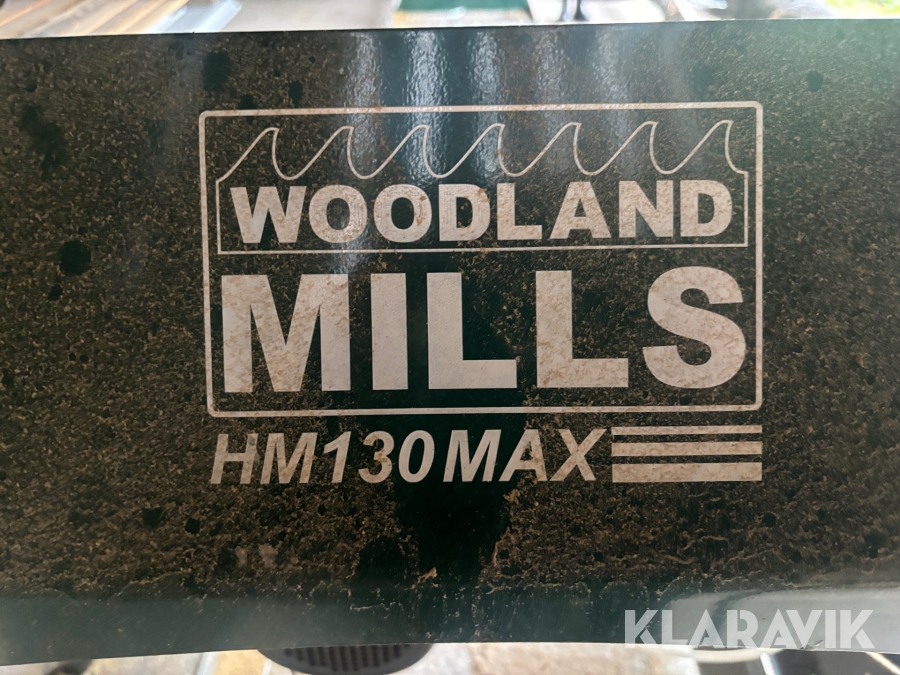 WOODLAND
MILLS
HM130MAX
KLARAVIK